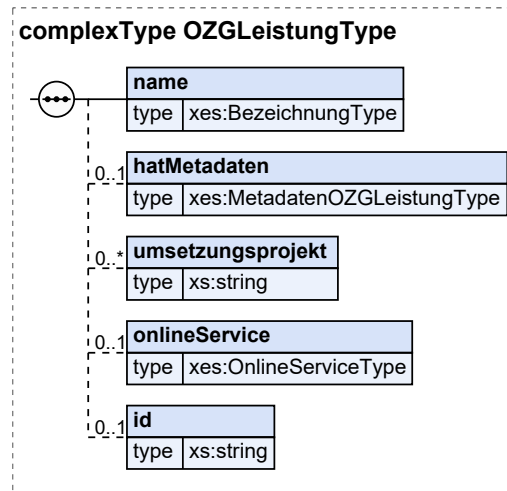 complexType OZGLeistungType
name
type xes:BezeichnungType
0..1 hatMetadaten
type xes:MetadatenOZGLeistungType
0..* umsetzungsprojekt
type xs:string
0..1 onlineService
type xes:OnlineServiceType
0..1 id
type xs:string